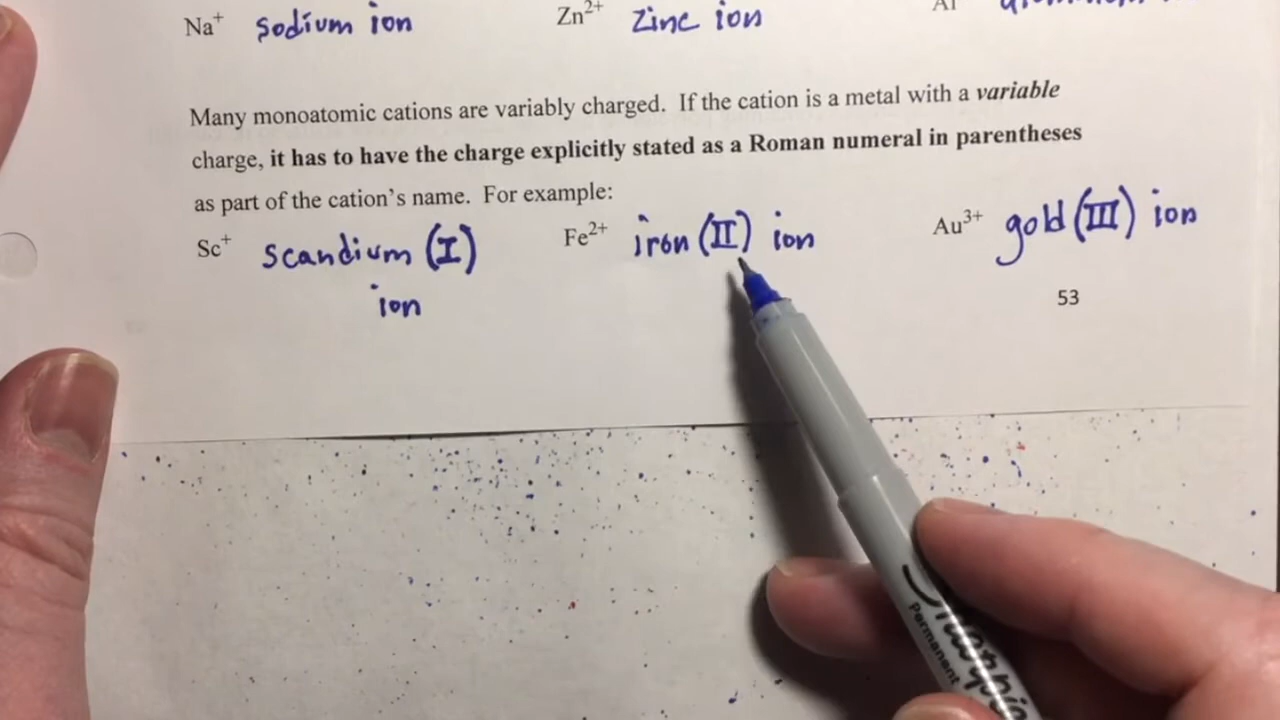 Na+ sodium ion Zn2+ Zinc ion Al
Many monoatomic cations are variably charged. If the cation is a metal with a variable
charge, it has to have the charge explicitly stated as a Roman numeral in parentheses
as part of the cation's name. For example:
Sc+ scandium (I) Fe2+ iron (II) ion Au3+ gold (III) ion
ion
53
Sharpie
Permanent